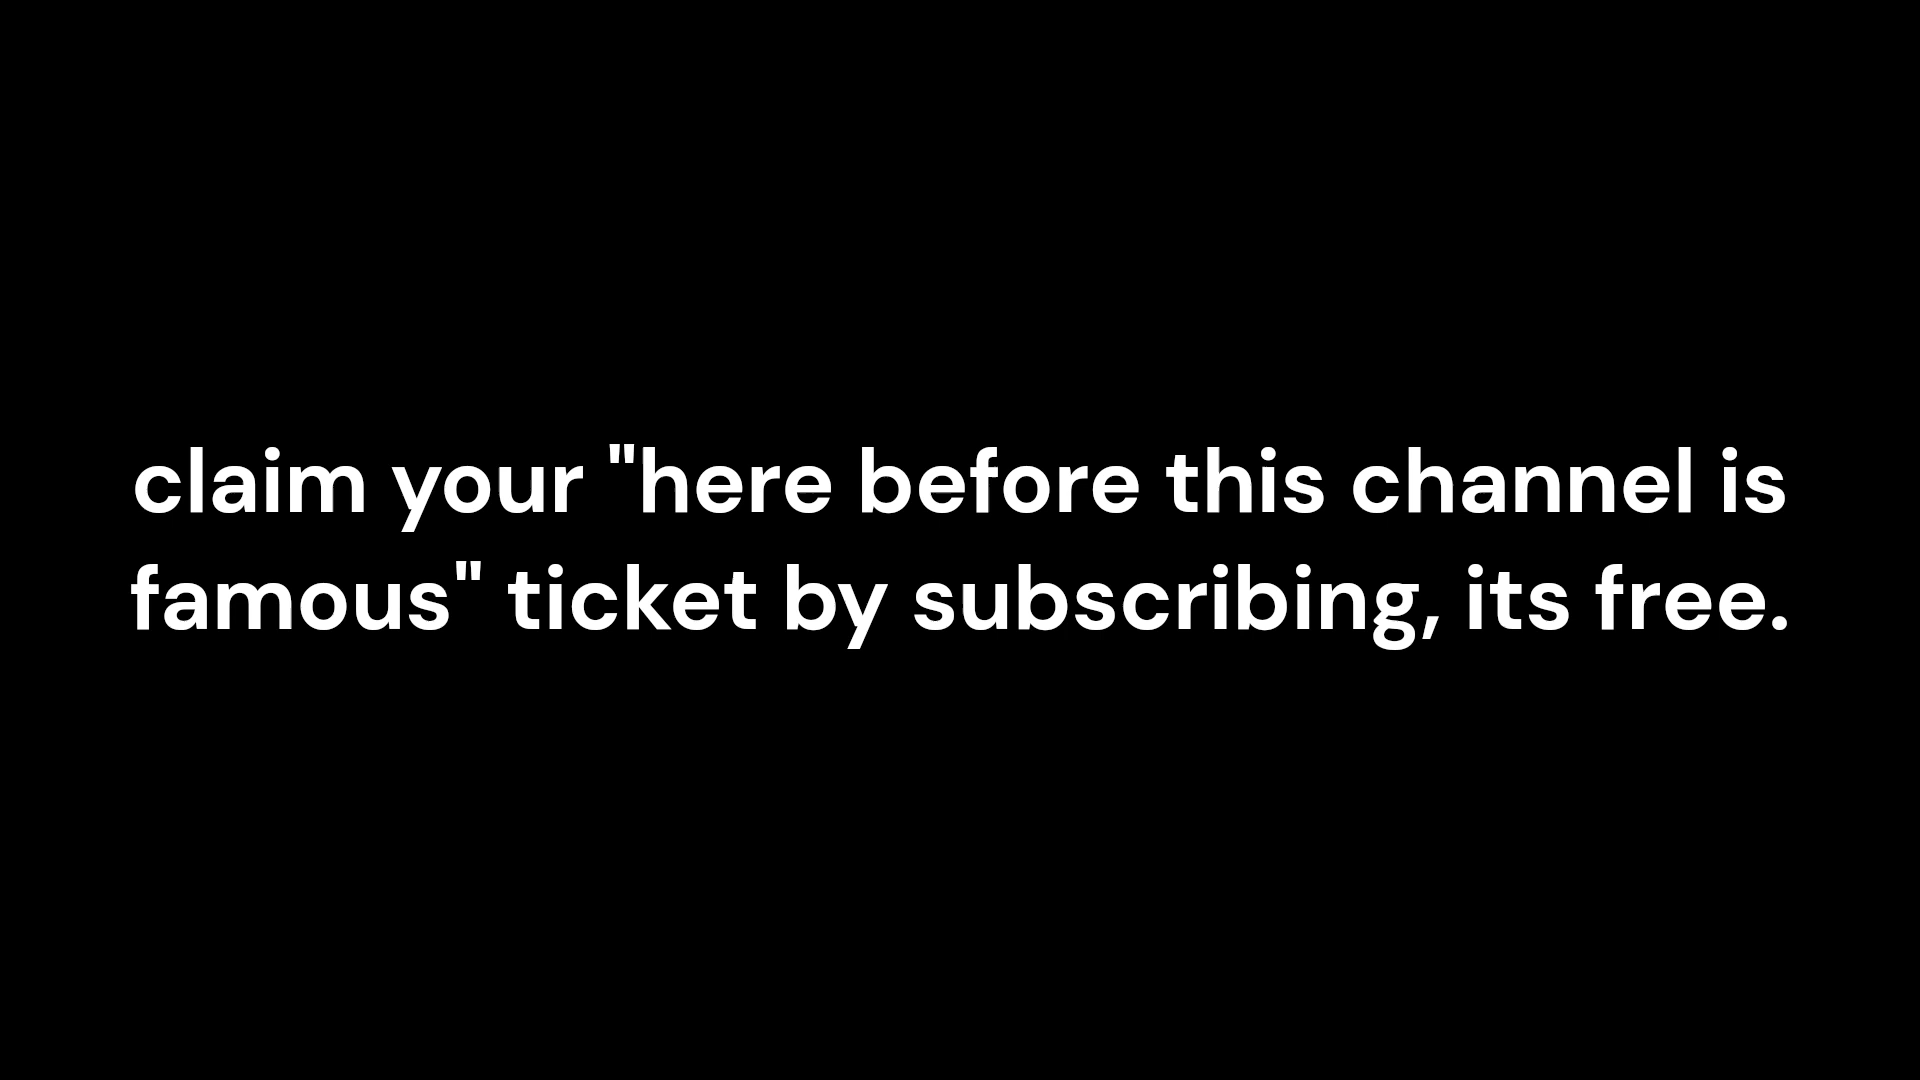 claim your "here before this channel is
famous" ticket by subscribing, its free.